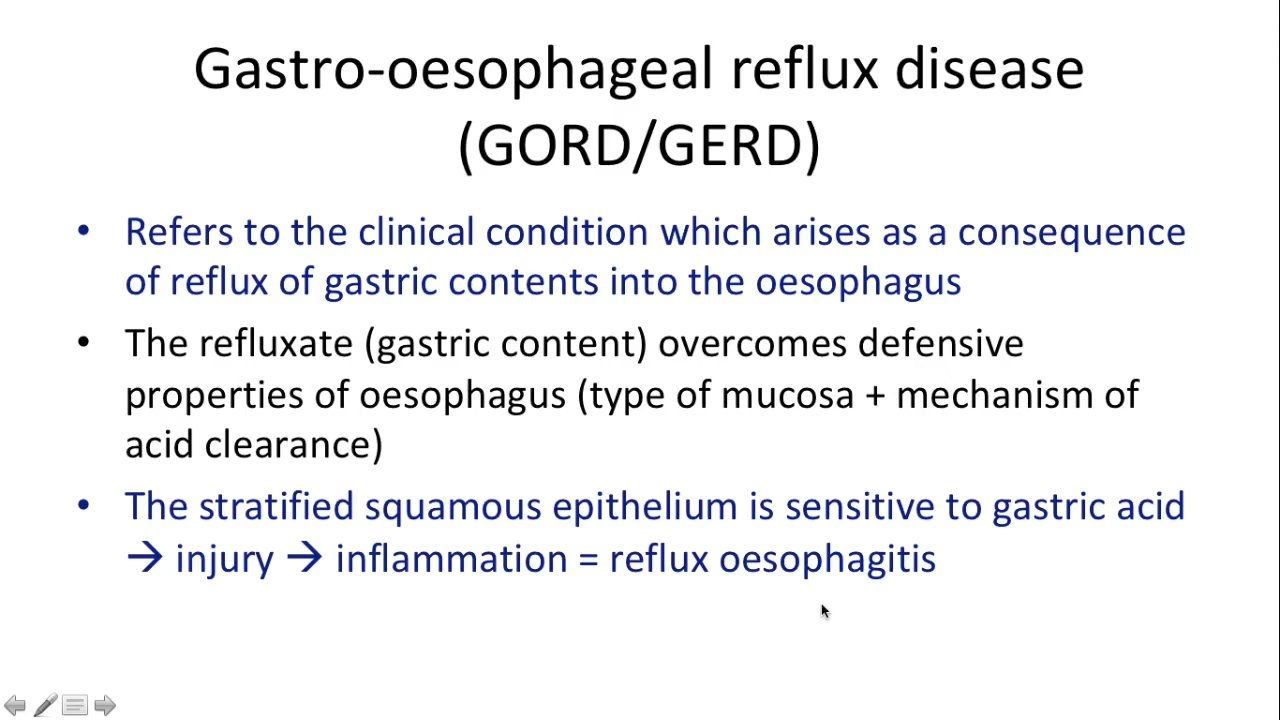 Gastro-oesophageal reflux disease
(GORD/GERD)
• Refers to the clinical condition which arises as a consequence
of reflux of gastric contents into the oesophagus
• The refluxate (gastric content) overcomes defensive
properties of oesophagus (type of mucosa + mechanism of
acid clearance)
• The stratified squamous epithelium is sensitive to gastric acid
→ injury → inflammation = reflux oesophagitis